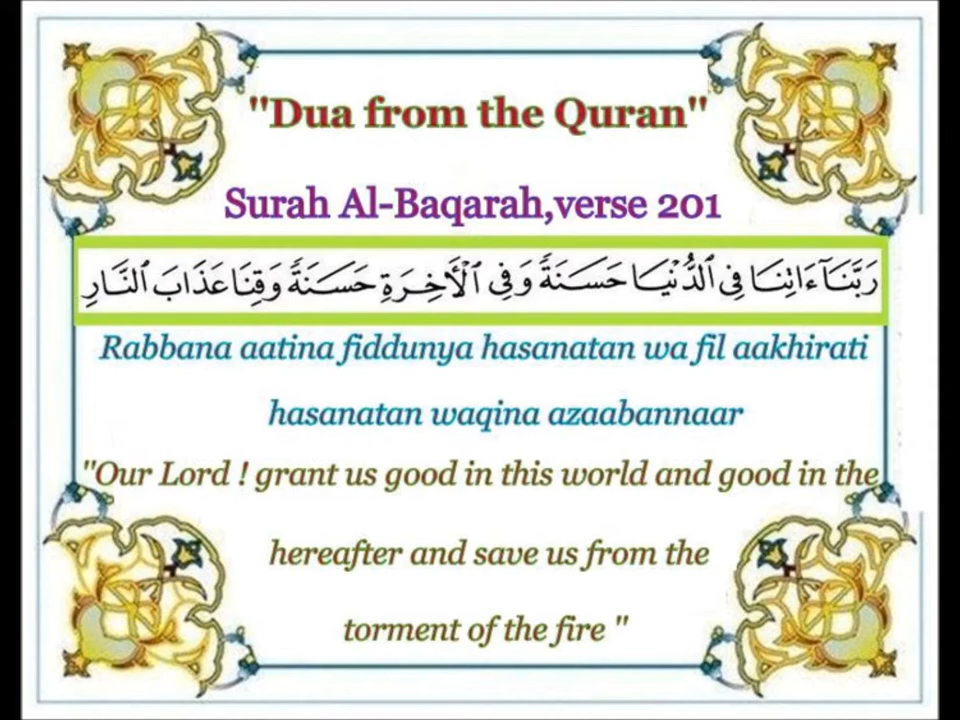 "Dua from the Quran"
Surah Al-Baqarah,verse 201
رَبَّنَآ ءَاتِنَا فِي ٱلدُّنْيَا حَسَنَةً وَفِي ٱلْأَخِرَةِ حَسَنَةً وَقِنَا عَذَابَ ٱلنَّارِ
Rabbana aatina fiddunya hasanatan wa fil aakhirati
hasanatan waqina azaabannaar
"Our Lord ! grant us good in this world and good in the
hereafter and save us from the
torment of the fire "